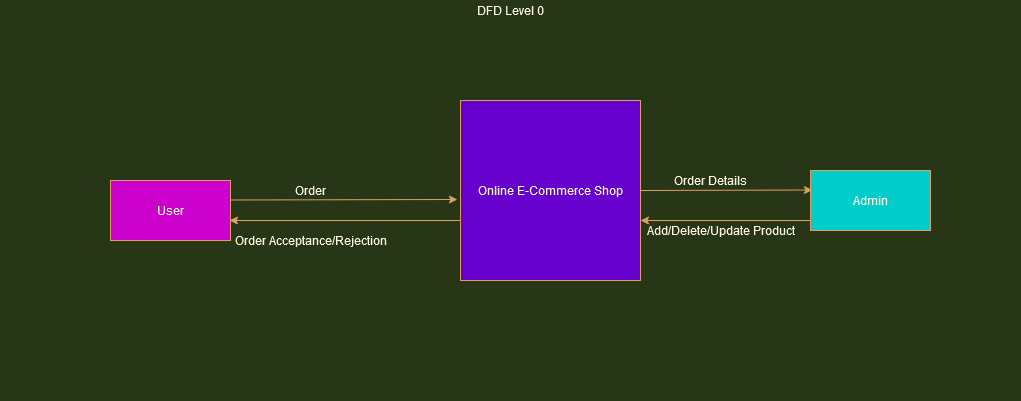 DFD Level 0
Order
Order Details
Online E-Commerce Shop
User
Admin
Order Acceptance/Rejection
Add/Delete/Update Product